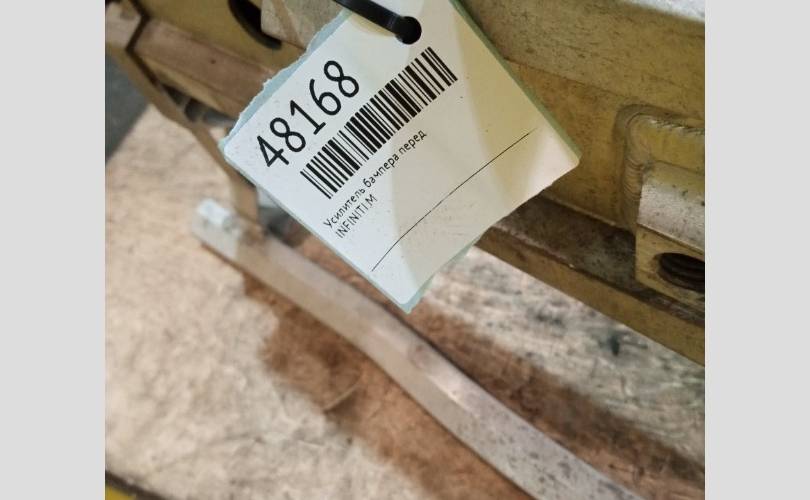 48168
Усилитель бампера перед.
INFINITI M